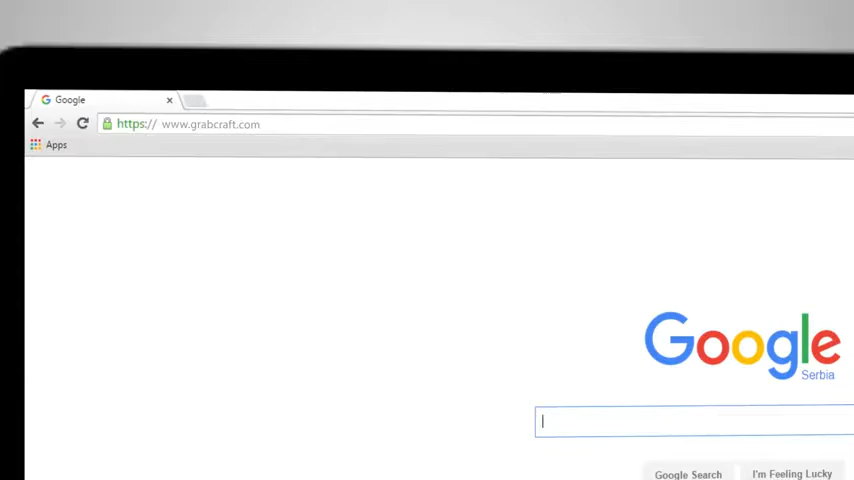 Google
https:// www.grabcraft.com
Apps
Google
Serbia
Google Search
I'm Feeling Lucky